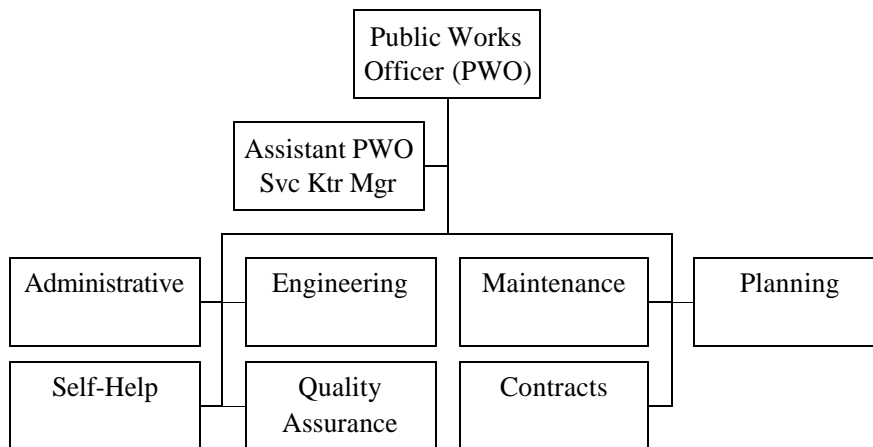 Public Works
Officer (PWO)
Assistant PWO
Svc Ktr Mgr
Administrative
Engineering
Maintenance
Planning
Self-Help
Quality
Assurance
Contracts